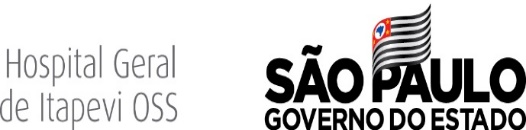 Hospital Geral
de Itapevi OSS
SÃO PAULO
GOVERNO DO ESTADO